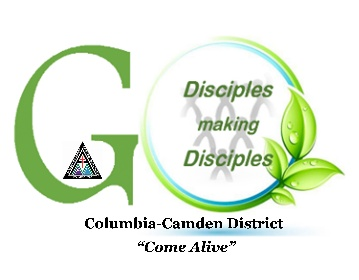 GO
Disciples
making
Disciples
Columbia-Camden District
"Come Alive"